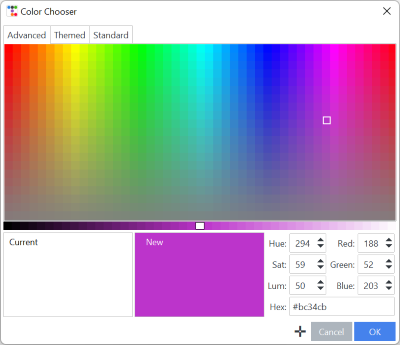 Color Chooser
Advanced Themed Standard
Current New
Hue: 294 Red: 188
Sat: 59 Green: 52
Lum: 50 Blue: 203
Hex: #bc34cb
Cancel OK